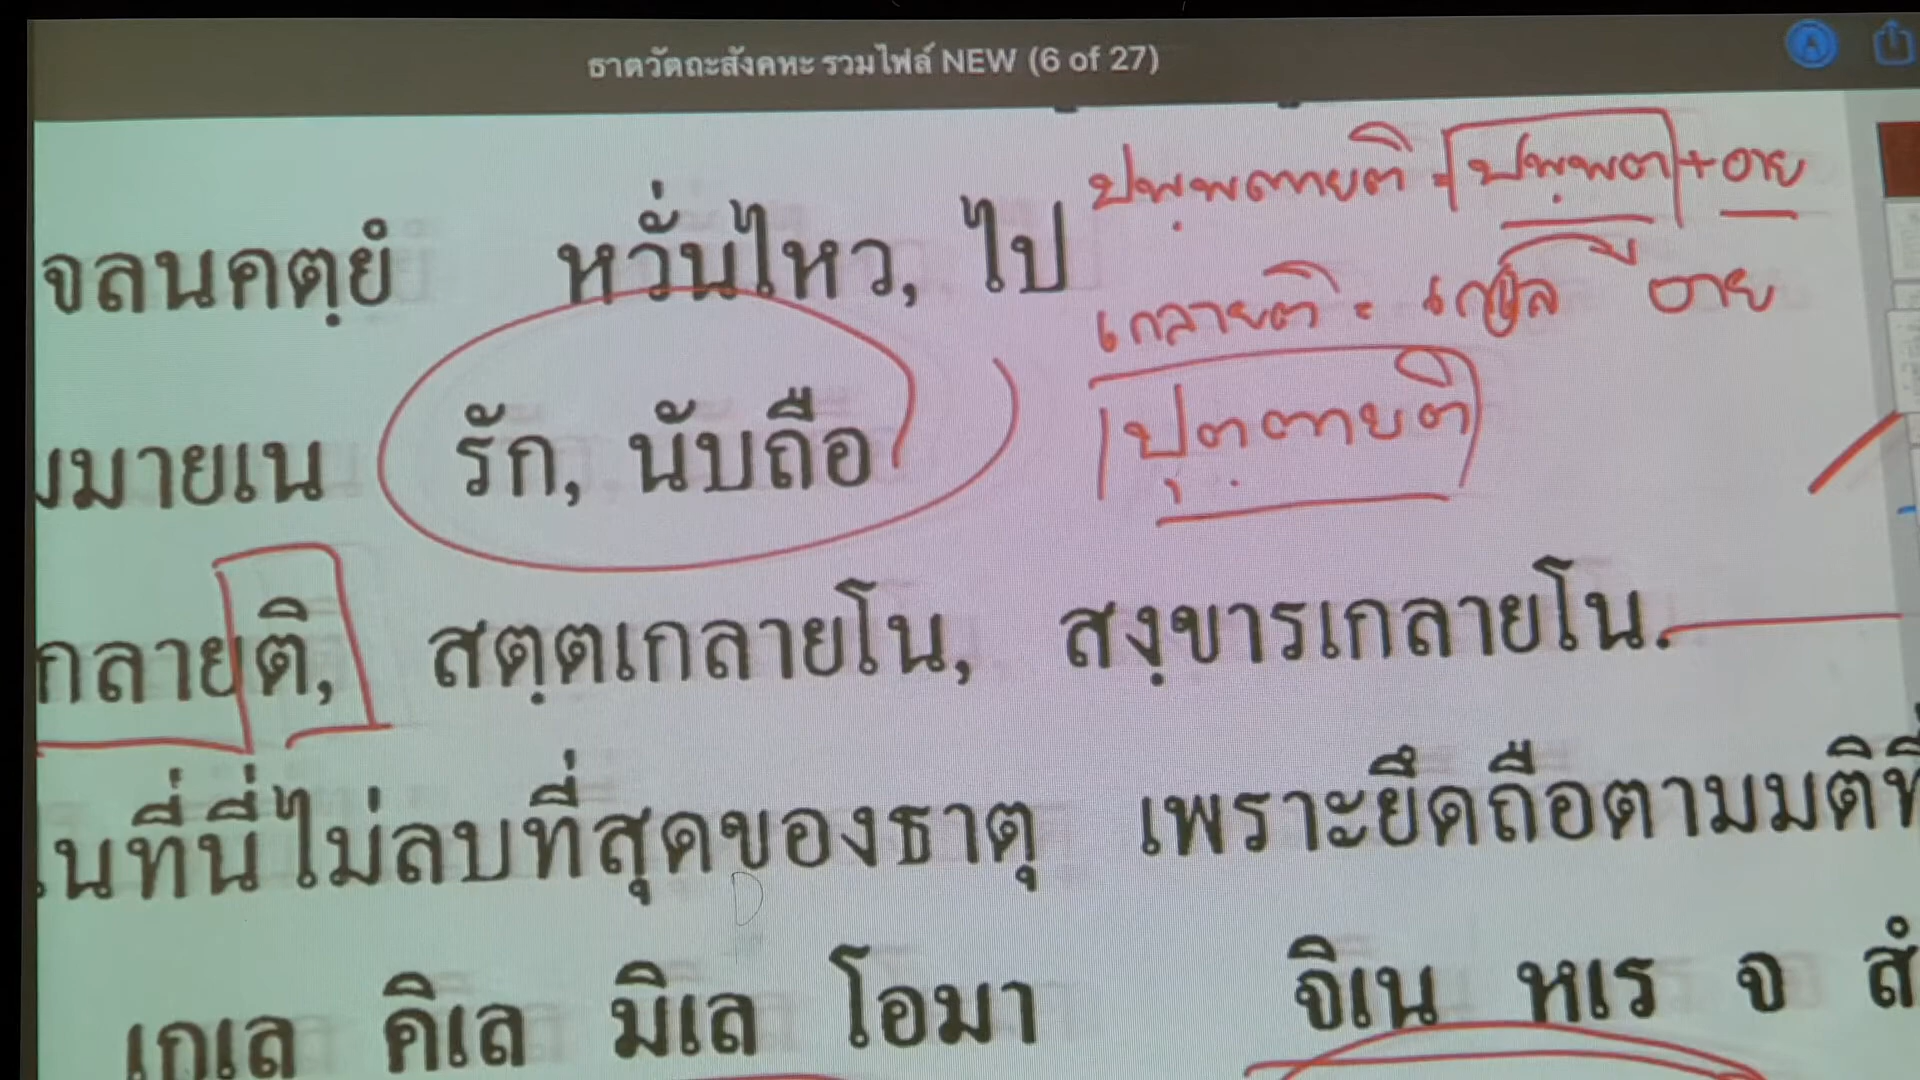 ธาตวัตถะสังคหะ รวมไฟล์ NEW (6 of 27)
ปพฺพตายติ = ปพฺพต + อาย
จลนคตฺยํ หวั่นไหว, ไป
เกลายติ = อาย
มมายเน รัก, นับถือ
ปุตฺตายติ
กลายติ, สตฺตเกลายโน, สงฺขารเกลายโน.
นที่นี่ไม่ลบที่สุดของธาตุ เพราะยึดถือตามมติที่
เกเล คิเล มิเล โอมา จิเน หเร จ สํ